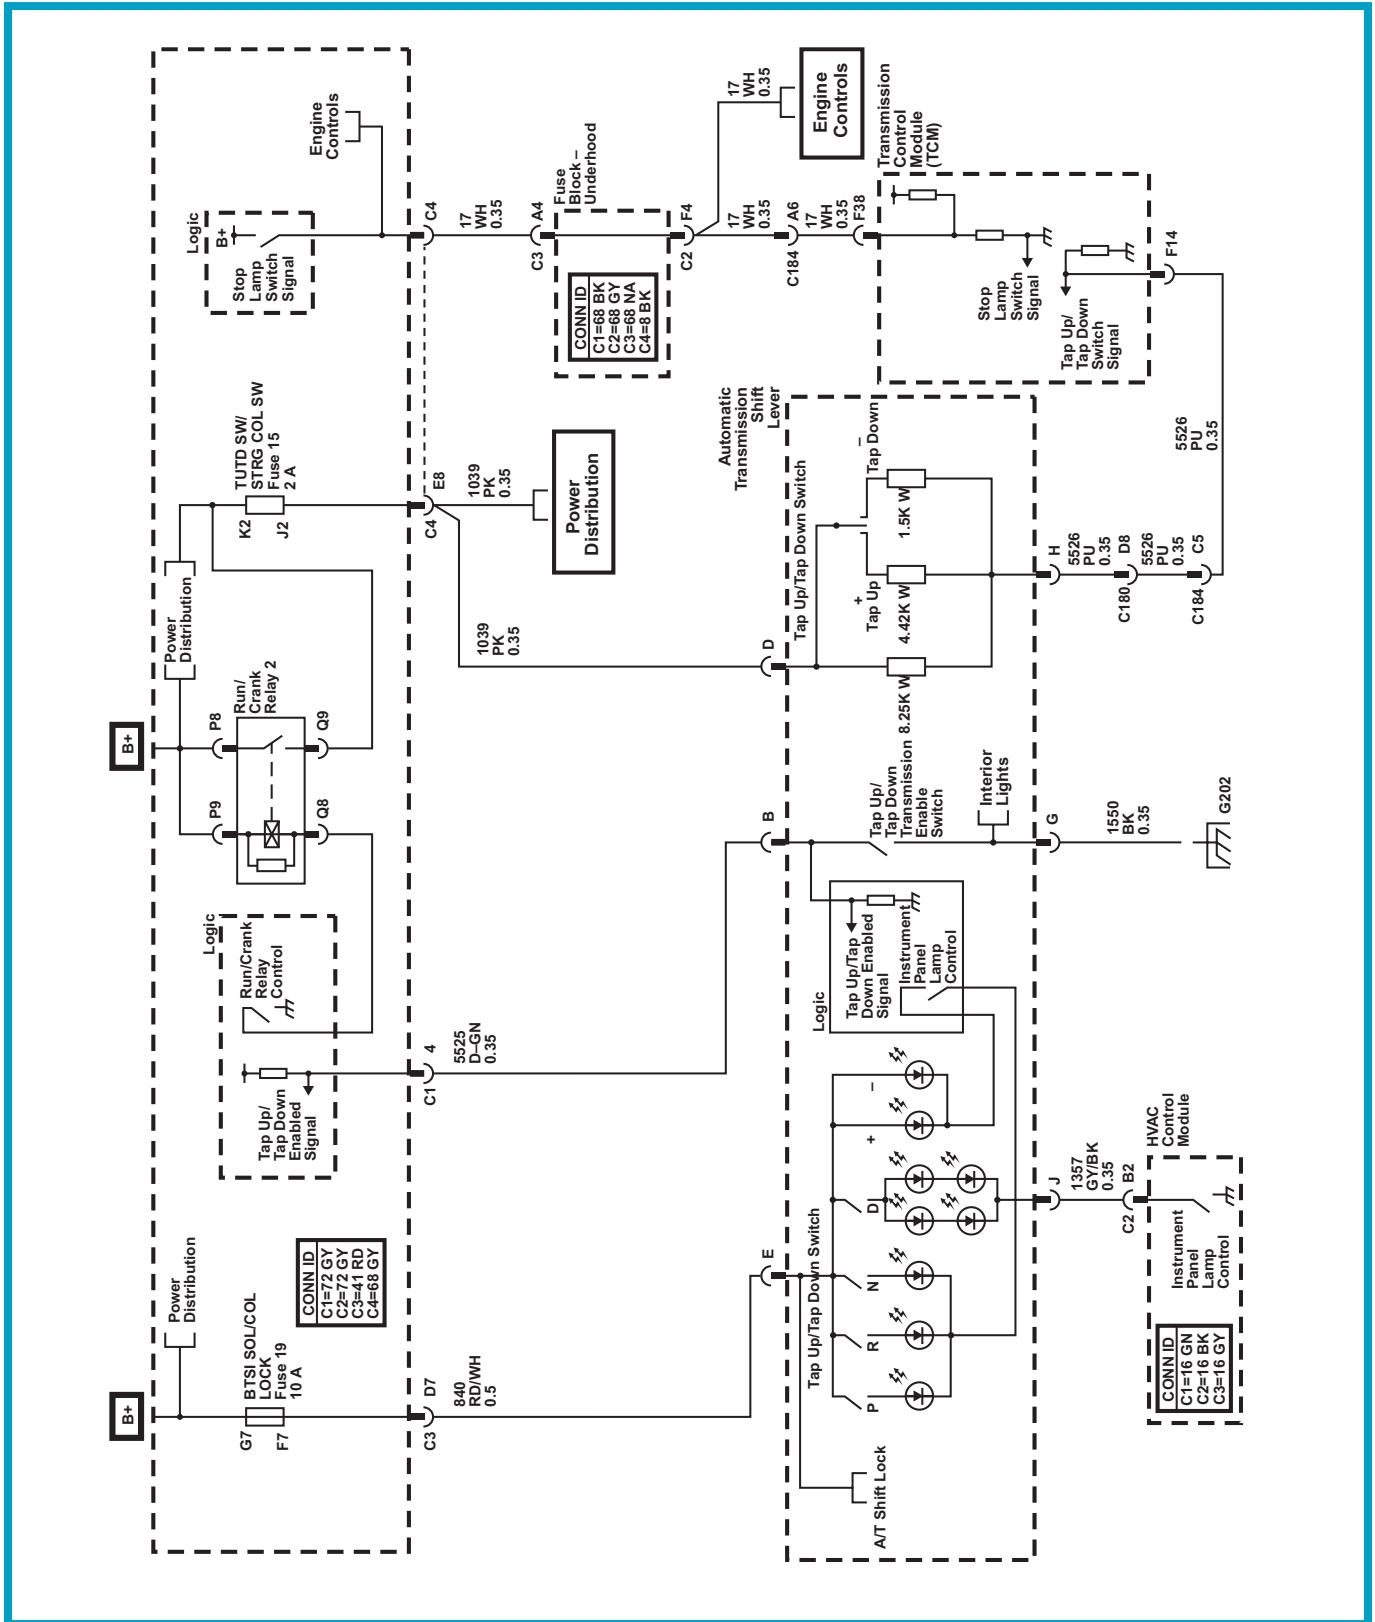 B+
B+
Power
Distribution
BTSI SOL/COL
LOCK
Fuse 19
10 A
G7
F7
CONN ID
C1=72 GY
C2=72 GY
C3=41 RD
C4=68 GY
Logic
Run/Crank
Relay
Control
Tap Up/
Tap Down
Enabled
Signal
P9
P8
Run/
Crank
Relay 2
Q8
Q9
Power
Distribution
TUTD SW/
STRG COL SW
Fuse 15
2 A
K2
J2
Logic
B+
Stop
Lamp
Switch
Signal
Engine
Controls
C3
D7
840
RD/WH
0.5
C1
4
5525
D–GN
0.35
C4
E8
1039
PK
0.35
1039
PK
0.35
Power
Distribution
C4
17
WH
0.35
C3
A4
Fuse
Block –
Underhood
CONN ID
C1=68 BK
C2=68 GY
C3=68 NA
C4=8 BK
C2
F4
17
WH
0.35
Engine
Controls
17
WH
0.35
C184
A6
17
WH
0.35
F38
Transmission
Control
Module
(TCM)
Stop
Lamp
Switch
Signal
Tap Up/
Tap Down
Switch
Signal
F14
5526
PU
0.35
E
B
D
Automatic
Transmission
Shift
Lever
Tap Up/Tap Down Switch
Tap Up/Tap Down Switch
A/T Shift Lock
P
R
N
D
+
–
Logic
Tap Up/Tap
Down Enabled
Signal
Instrument
Panel
Lamp
Control
Tap Up/
Tap Down
Transmission
Enable
Switch
Interior
Lights
8.25K W
+
Tap Up
4.42K W
–
Tap Down
1.5K W
J
1357
GY/BK
0.35
C2
B2
HVAC
Control
Module
Instrument
Panel
Lamp
Control
CONN ID
C1=16 GN
C2=16 BK
C3=16 GY
G
1550
BK
0.35
G202
H
5526
PU
0.35
C180
D8
5526
PU
0.35
C184
C5